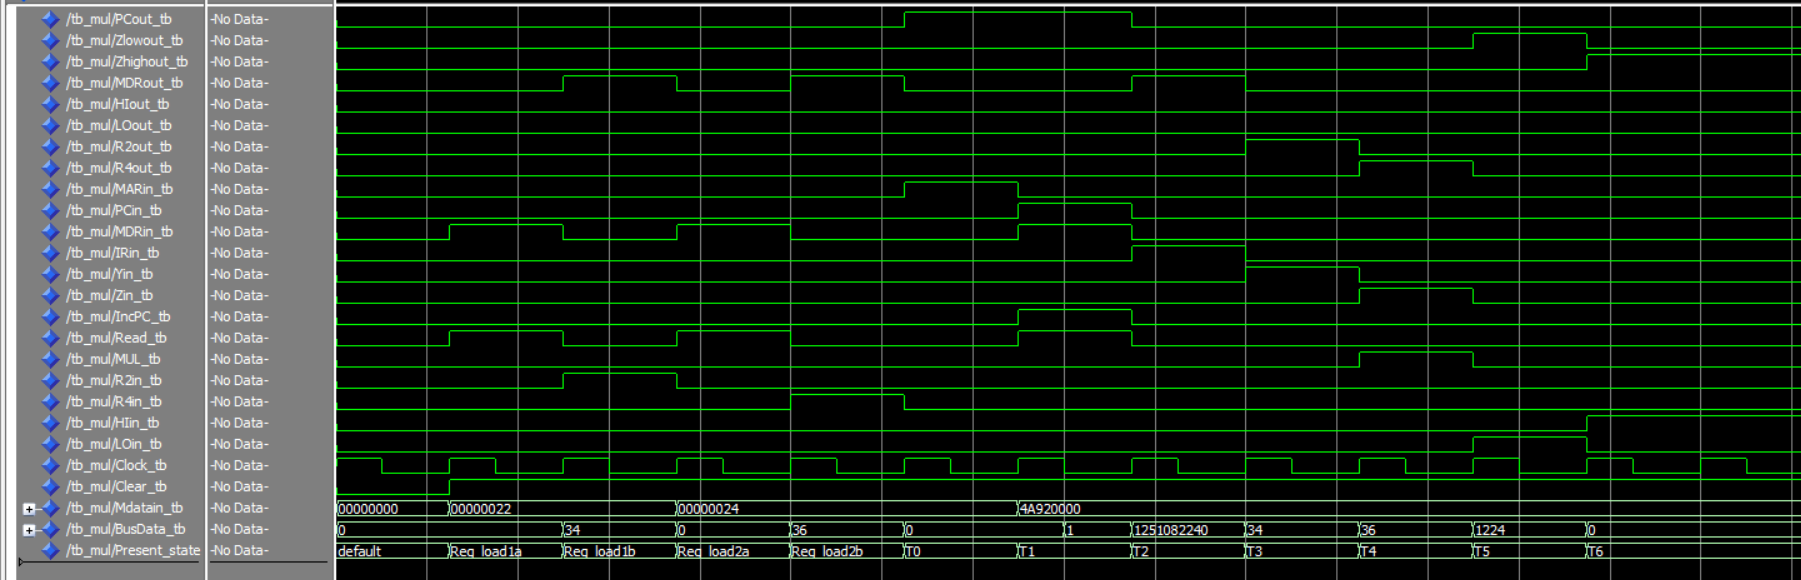 /tb_mul/PCout_tb -No Data-
/tb_mul/Zlowout_tb -No Data-
/tb_mul/Zhighout_tb -No Data-
/tb_mul/MDRout_tb -No Data-
/tb_mul/HIout_tb -No Data-
/tb_mul/LOout_tb -No Data-
/tb_mul/R2out_tb -No Data-
/tb_mul/R4out_tb -No Data-
/tb_mul/MARin_tb -No Data-
/tb_mul/PCin_tb -No Data-
/tb_mul/MDRin_tb -No Data-
/tb_mul/IRin_tb -No Data-
/tb_mul/Yin_tb -No Data-
/tb_mul/Zin_tb -No Data-
/tb_mul/IncPC_tb -No Data-
/tb_mul/Read_tb -No Data-
/tb_mul/MUL_tb -No Data-
/tb_mul/R2in_tb -No Data-
/tb_mul/R4in_tb -No Data-
/tb_mul/HIin_tb -No Data-
/tb_mul/LOin_tb -No Data-
/tb_mul/Clock_tb -No Data-
/tb_mul/Clear_tb -No Data-
/tb_mul/Mdatain_tb -No Data- 00000000 00000022 00000024 4A920000
/tb_mul/BusData_tb -No Data- 0 34 0 36 0 1 1251082240 34 36 1224 0
/tb_mul/Present_state -No Data- default Reg_load1a Reg_load1b Reg_load2a Reg_load2b T0 T1 T2 T3 T4 T5 T6